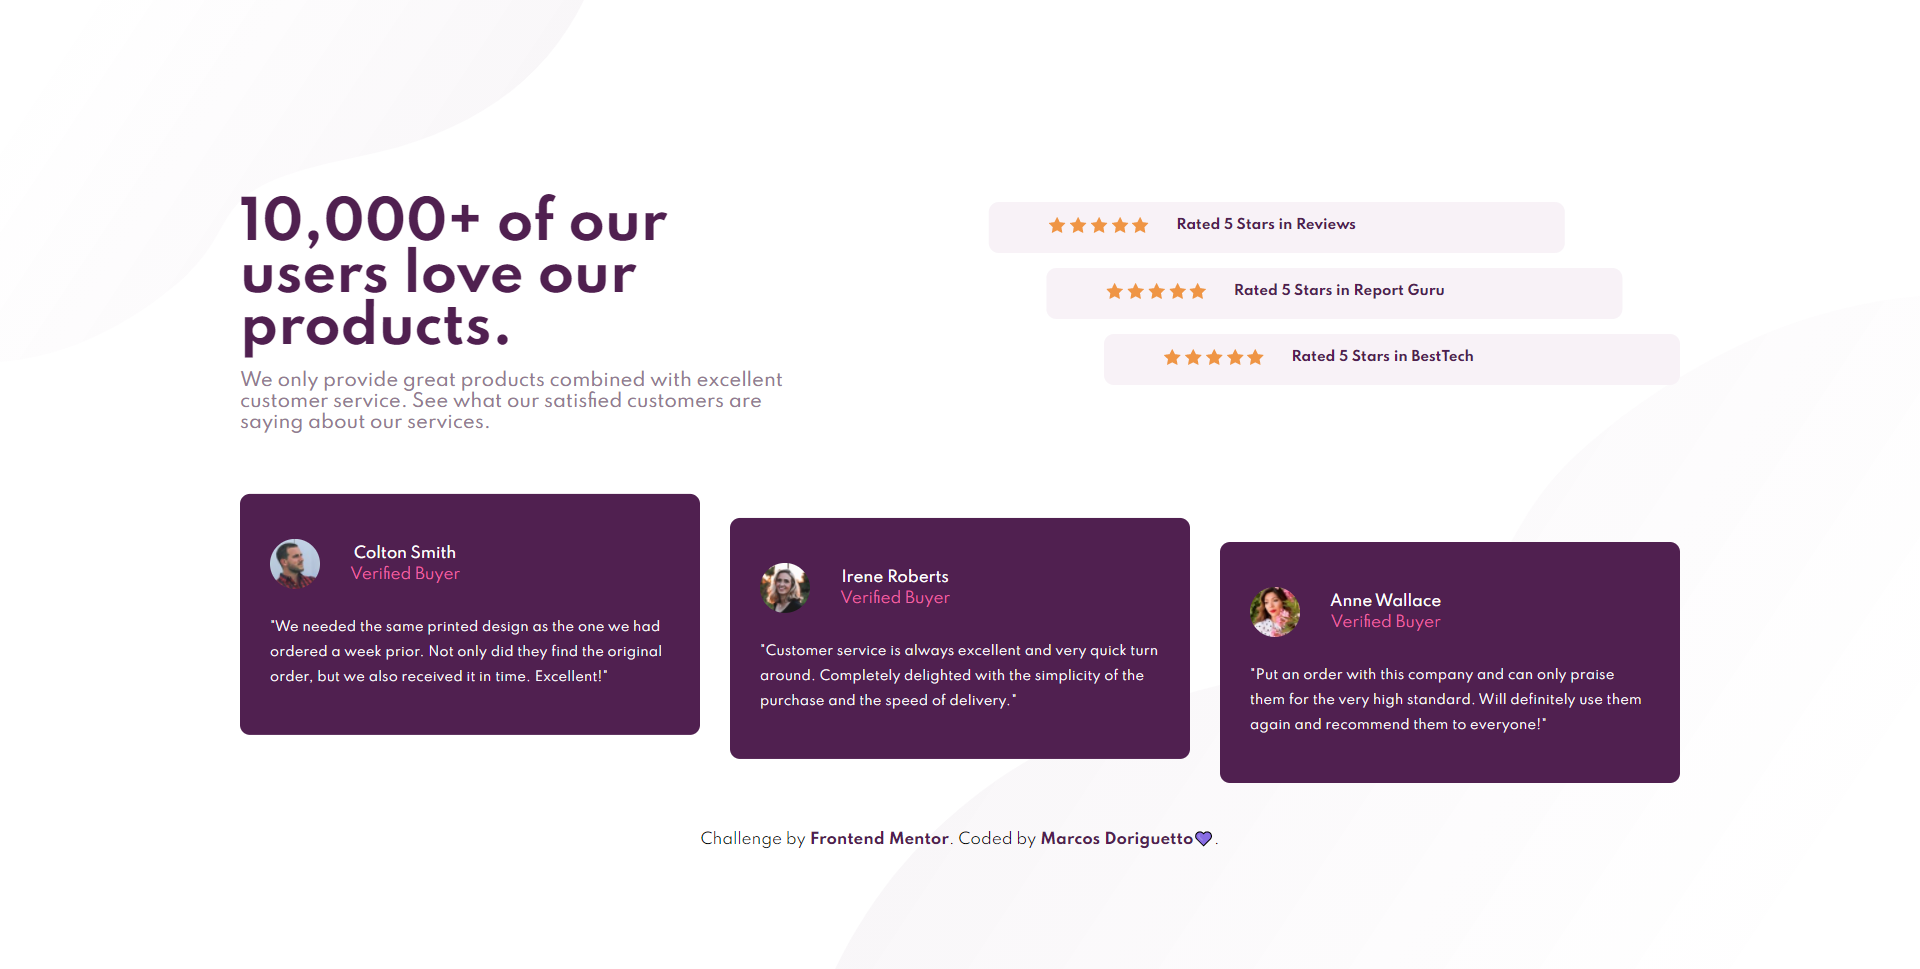 10,000+ of our
users love our
products.
We only provide great products combined with excellent
customer service. See what our satisfied customers are
saying about our services.
Rated 5 Stars in Reviews
Rated 5 Stars in Report Guru
Rated 5 Stars in BestTech
Colton Smith
Verified Buyer
"We needed the same printed design as the one we had
ordered a week prior. Not only did they find the original
order, but we also received it in time. Excellent!"
Irene Roberts
Verified Buyer
"Customer service is always excellent and very quick turn
around. Completely delighted with the simplicity of the
purchase and the speed of delivery."
Anne Wallace
Verified Buyer
"Put an order with this company and can only praise
them for the very high standard. Will definitely use them
again and recommend them to everyone!"
Challenge by Frontend Mentor. Coded by Marcos Doriguetto💜.